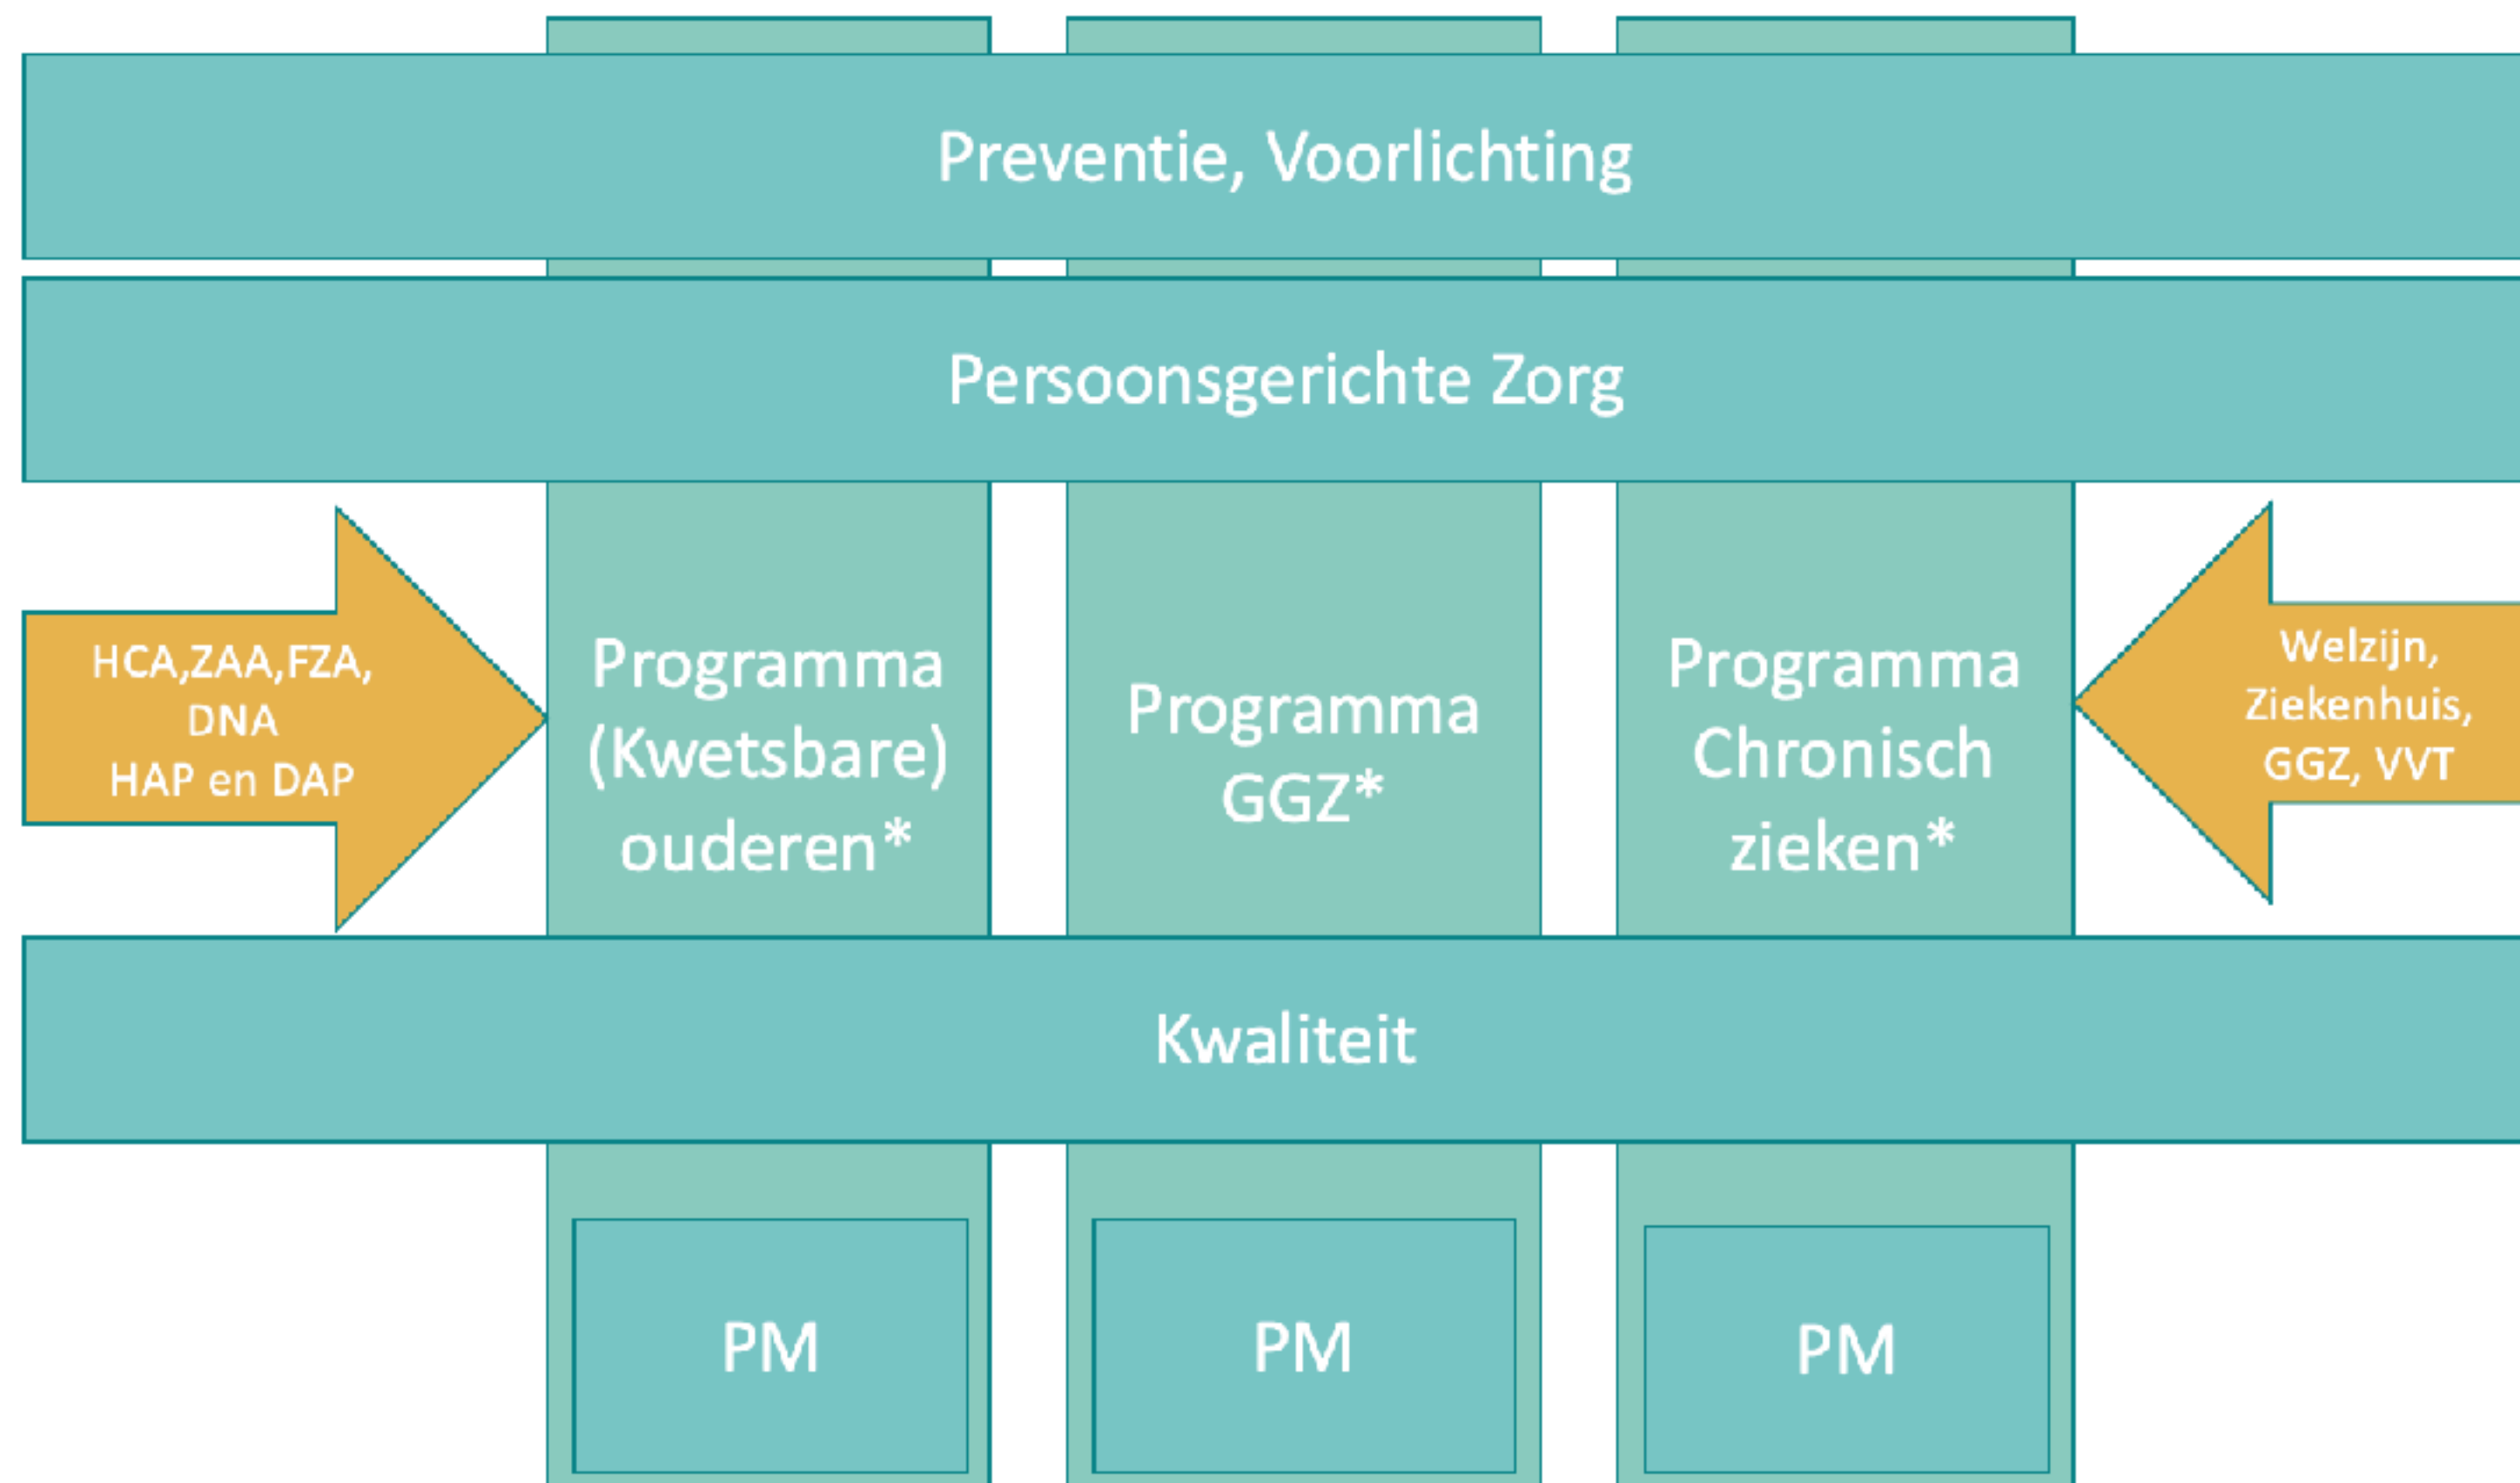 Preventie, Voorlichting
Persoonsgerichte Zorg
HCA,ZAA,FZA,
DNA
HAP en DAP
Programma
(Kwetsbare)
ouderen*
Programma
GGZ*
Programma
Chronisch
zieken*
Welzijn,
Ziekenhuis,
GGZ, VVT
Kwaliteit
PM
PM
PM